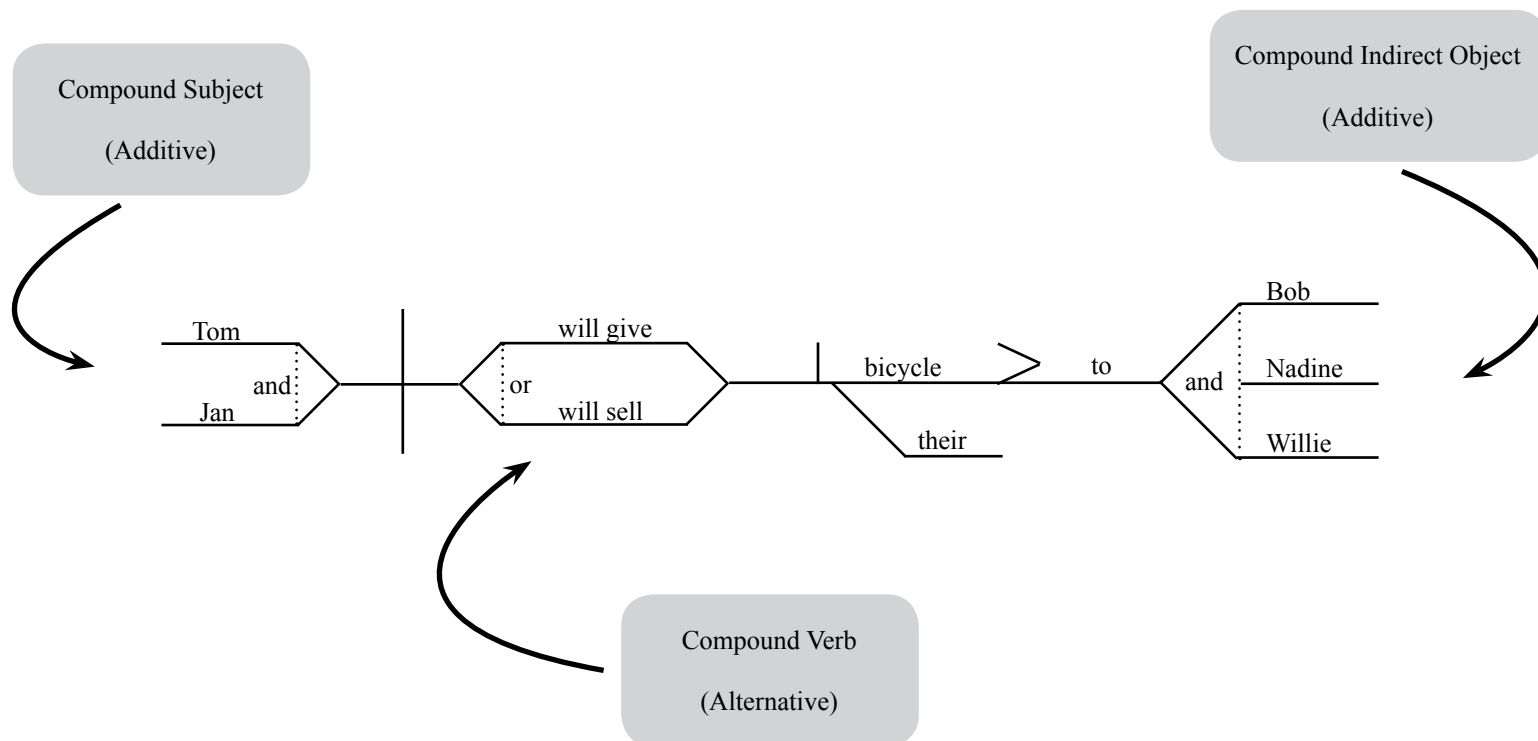 Compound Subject
(Additive)
Compound Indirect Object
(Additive)
Tom
and
Jan
will give
or
will sell
bicycle
their
to
Bob
and
Nadine
Willie
Compound Verb
(Alternative)